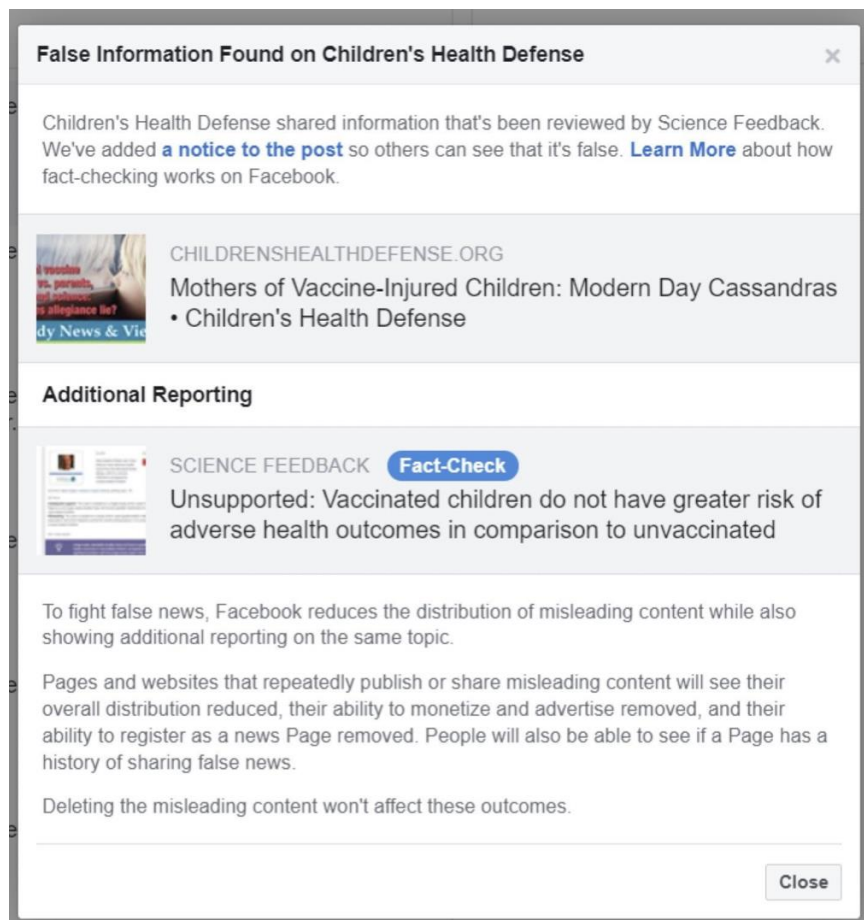 False Information Found on Children's Health Defense
×
Children's Health Defense shared information that's been reviewed by Science Feedback.
We've added a notice to the post so others can see that it's false. Learn More about how
fact-checking works on Facebook.
vaccine
vs. parents,
allegiance lie?
dy News & Vie
CHILDRENSHEALTHDEFENSE.ORG
Mothers of Vaccine-Injured Children: Modern Day Cassandras
• Children's Health Defense
Additional Reporting
SCIENCE FEEDBACK Fact-Check
Unsupported: Vaccinated children do not have greater risk of
adverse health outcomes in comparison to unvaccinated
To fight false news, Facebook reduces the distribution of misleading content while also
showing additional reporting on the same topic.
Pages and websites that repeatedly publish or share misleading content will see their
overall distribution reduced, their ability to monetize and advertise removed, and their
ability to register as a news Page removed. People will also be able to see if a Page has a
history of sharing false news.
Deleting the misleading content won't affect these outcomes.
Close